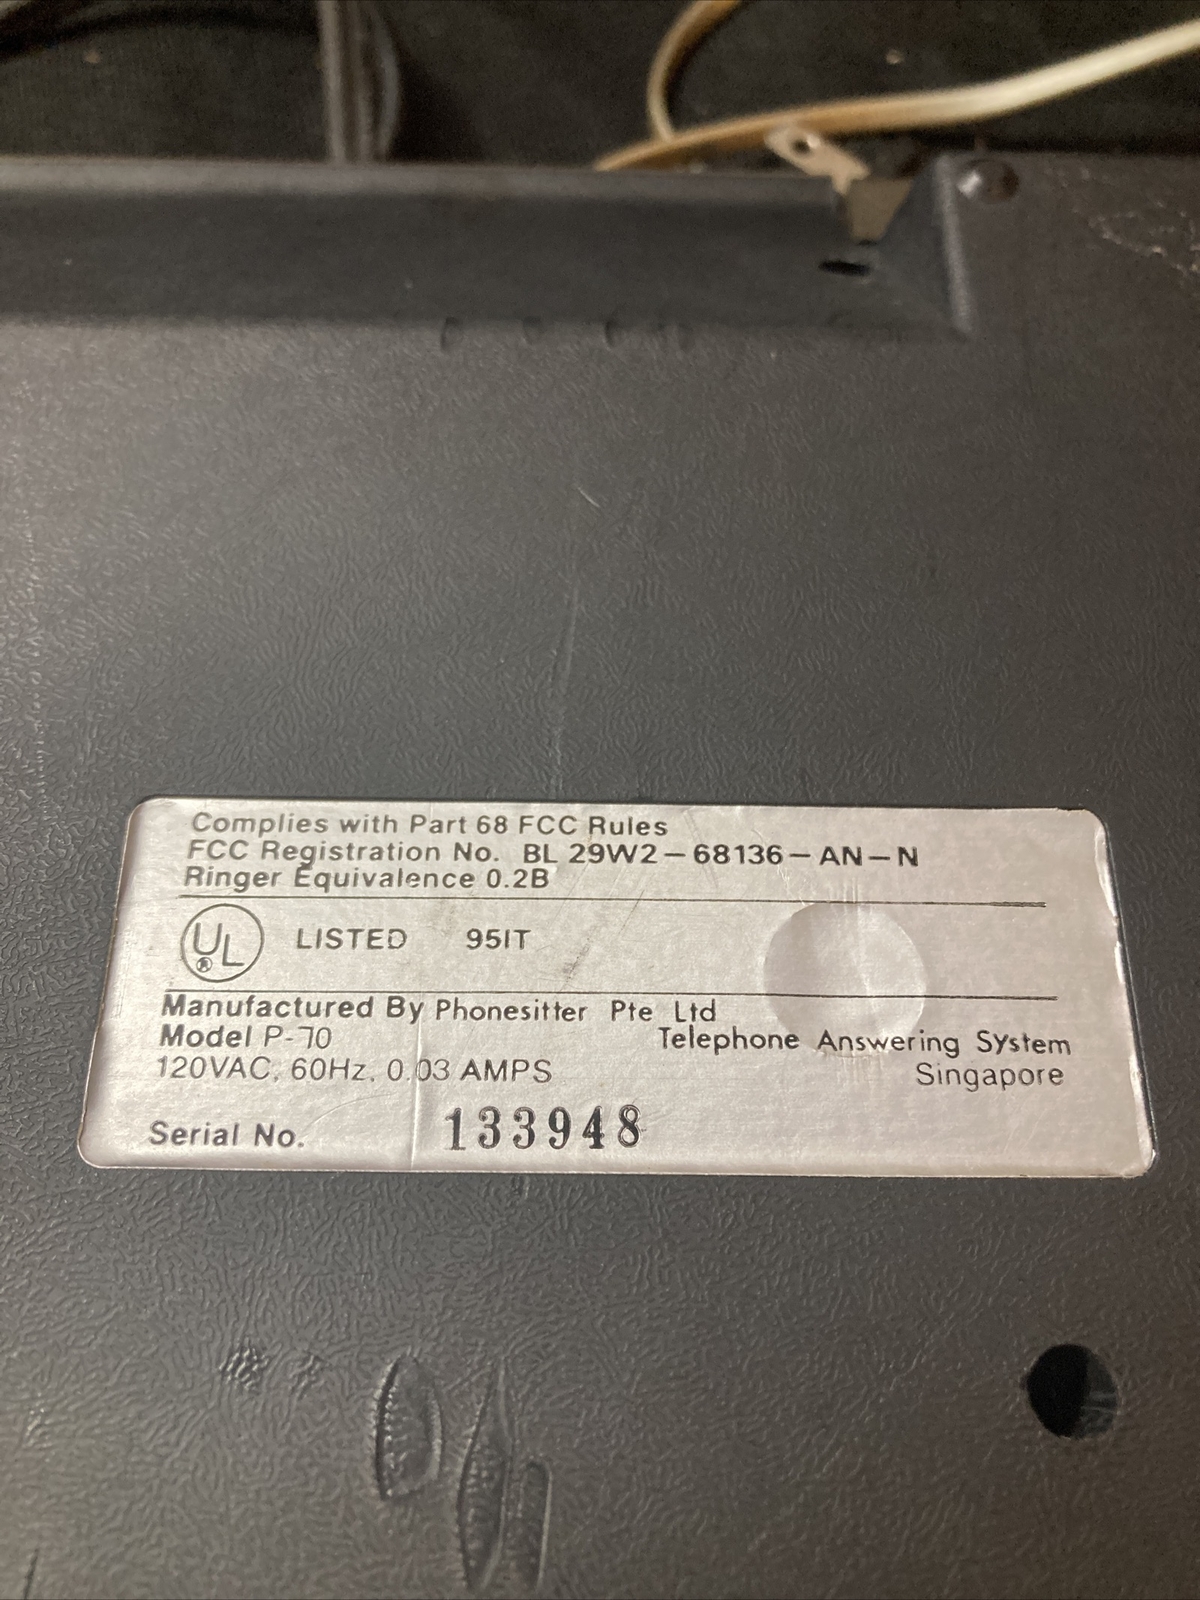 Complies with Part 68 FCC Rules
FCC Registration No. BL 29W2-68136-AN-N
Ringer Equivalence 0.2B
UL ® LISTED 951T
Manufactured By Phonesitter Pte Ltd
Model P-70 Telephone Answering System
120VAC, 60Hz, 0.03 AMPS Singapore
Serial No. 133948